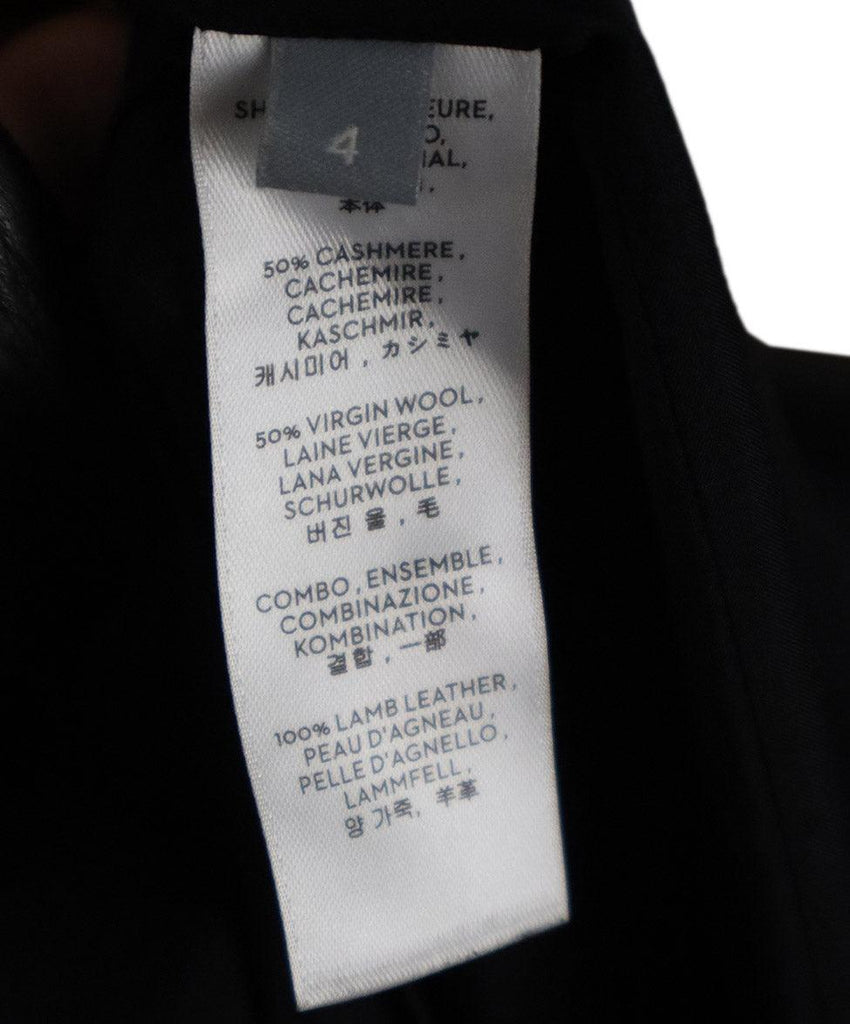 4
本体
50% CASHMERE,
CACHEMIRE,
CACHEMIRE,
KASCHMIR,
캐시미어, カシミヤ
50% VIRGIN WOOL,
LAINE VIERGE,
LANA VERGINE,
SCHURWOLLE,
버진 울, 毛
COMBO, ENSEMBLE,
COMBINAZIONE,
KOMBINATION,
결합, 一部
100% LAMB LEATHER,
PEAU D'AGNEAU,
PELLE D'AGNELLO,
LAMMFELL,
양 가죽, 羊革